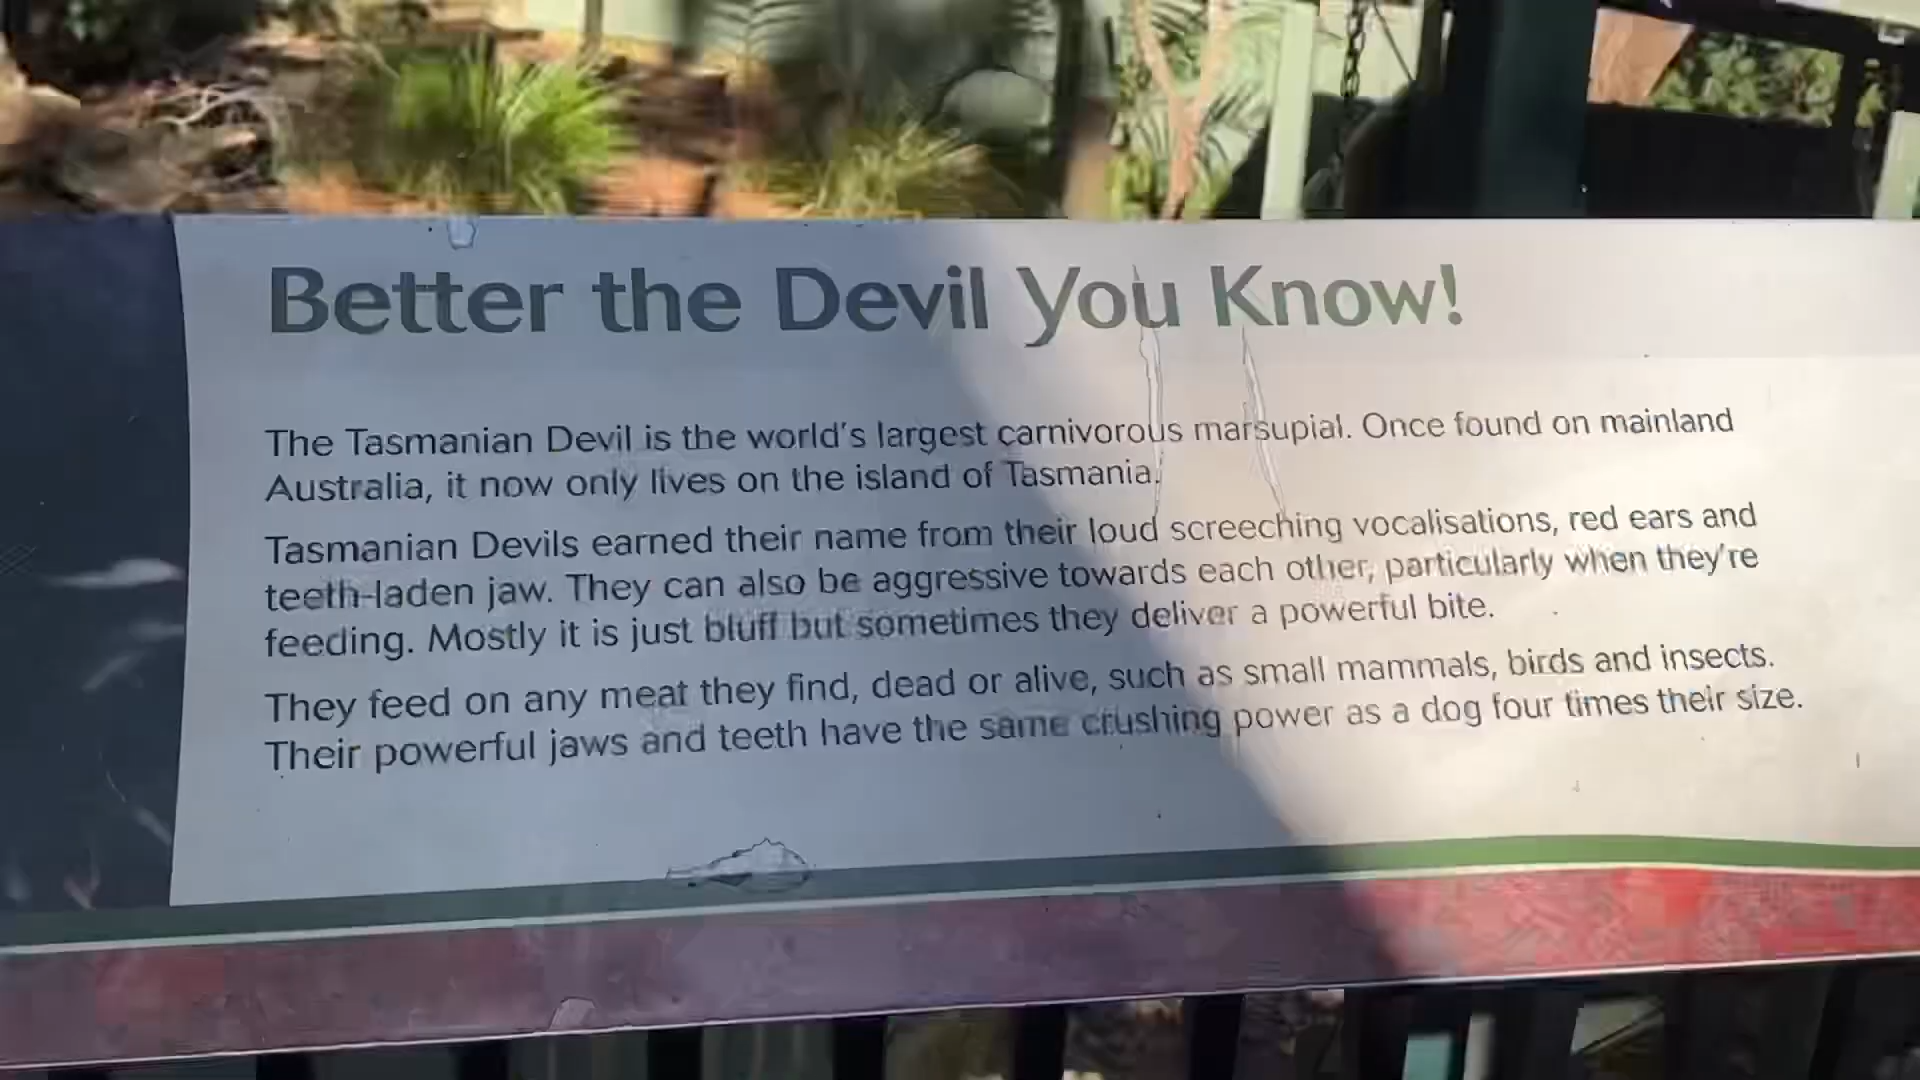 Better the Devil You Know!
The Tasmanian Devil is the world's largest carnivorous marsupial. Once found on mainland
Australia, it now only lives on the island of Tasmania.
Tasmanian Devils earned their name from their loud screeching vocalisations, red ears and
teeth-laden jaw. They can also be aggressive towards each other, particularly when they're
feeding. Mostly it is just bluff but sometimes they deliver a powerful bite.
They feed on any meat they find, dead or alive, such as small mammals, birds and insects.
Their powerful jaws and teeth have the same crushing power as a dog four times their size.